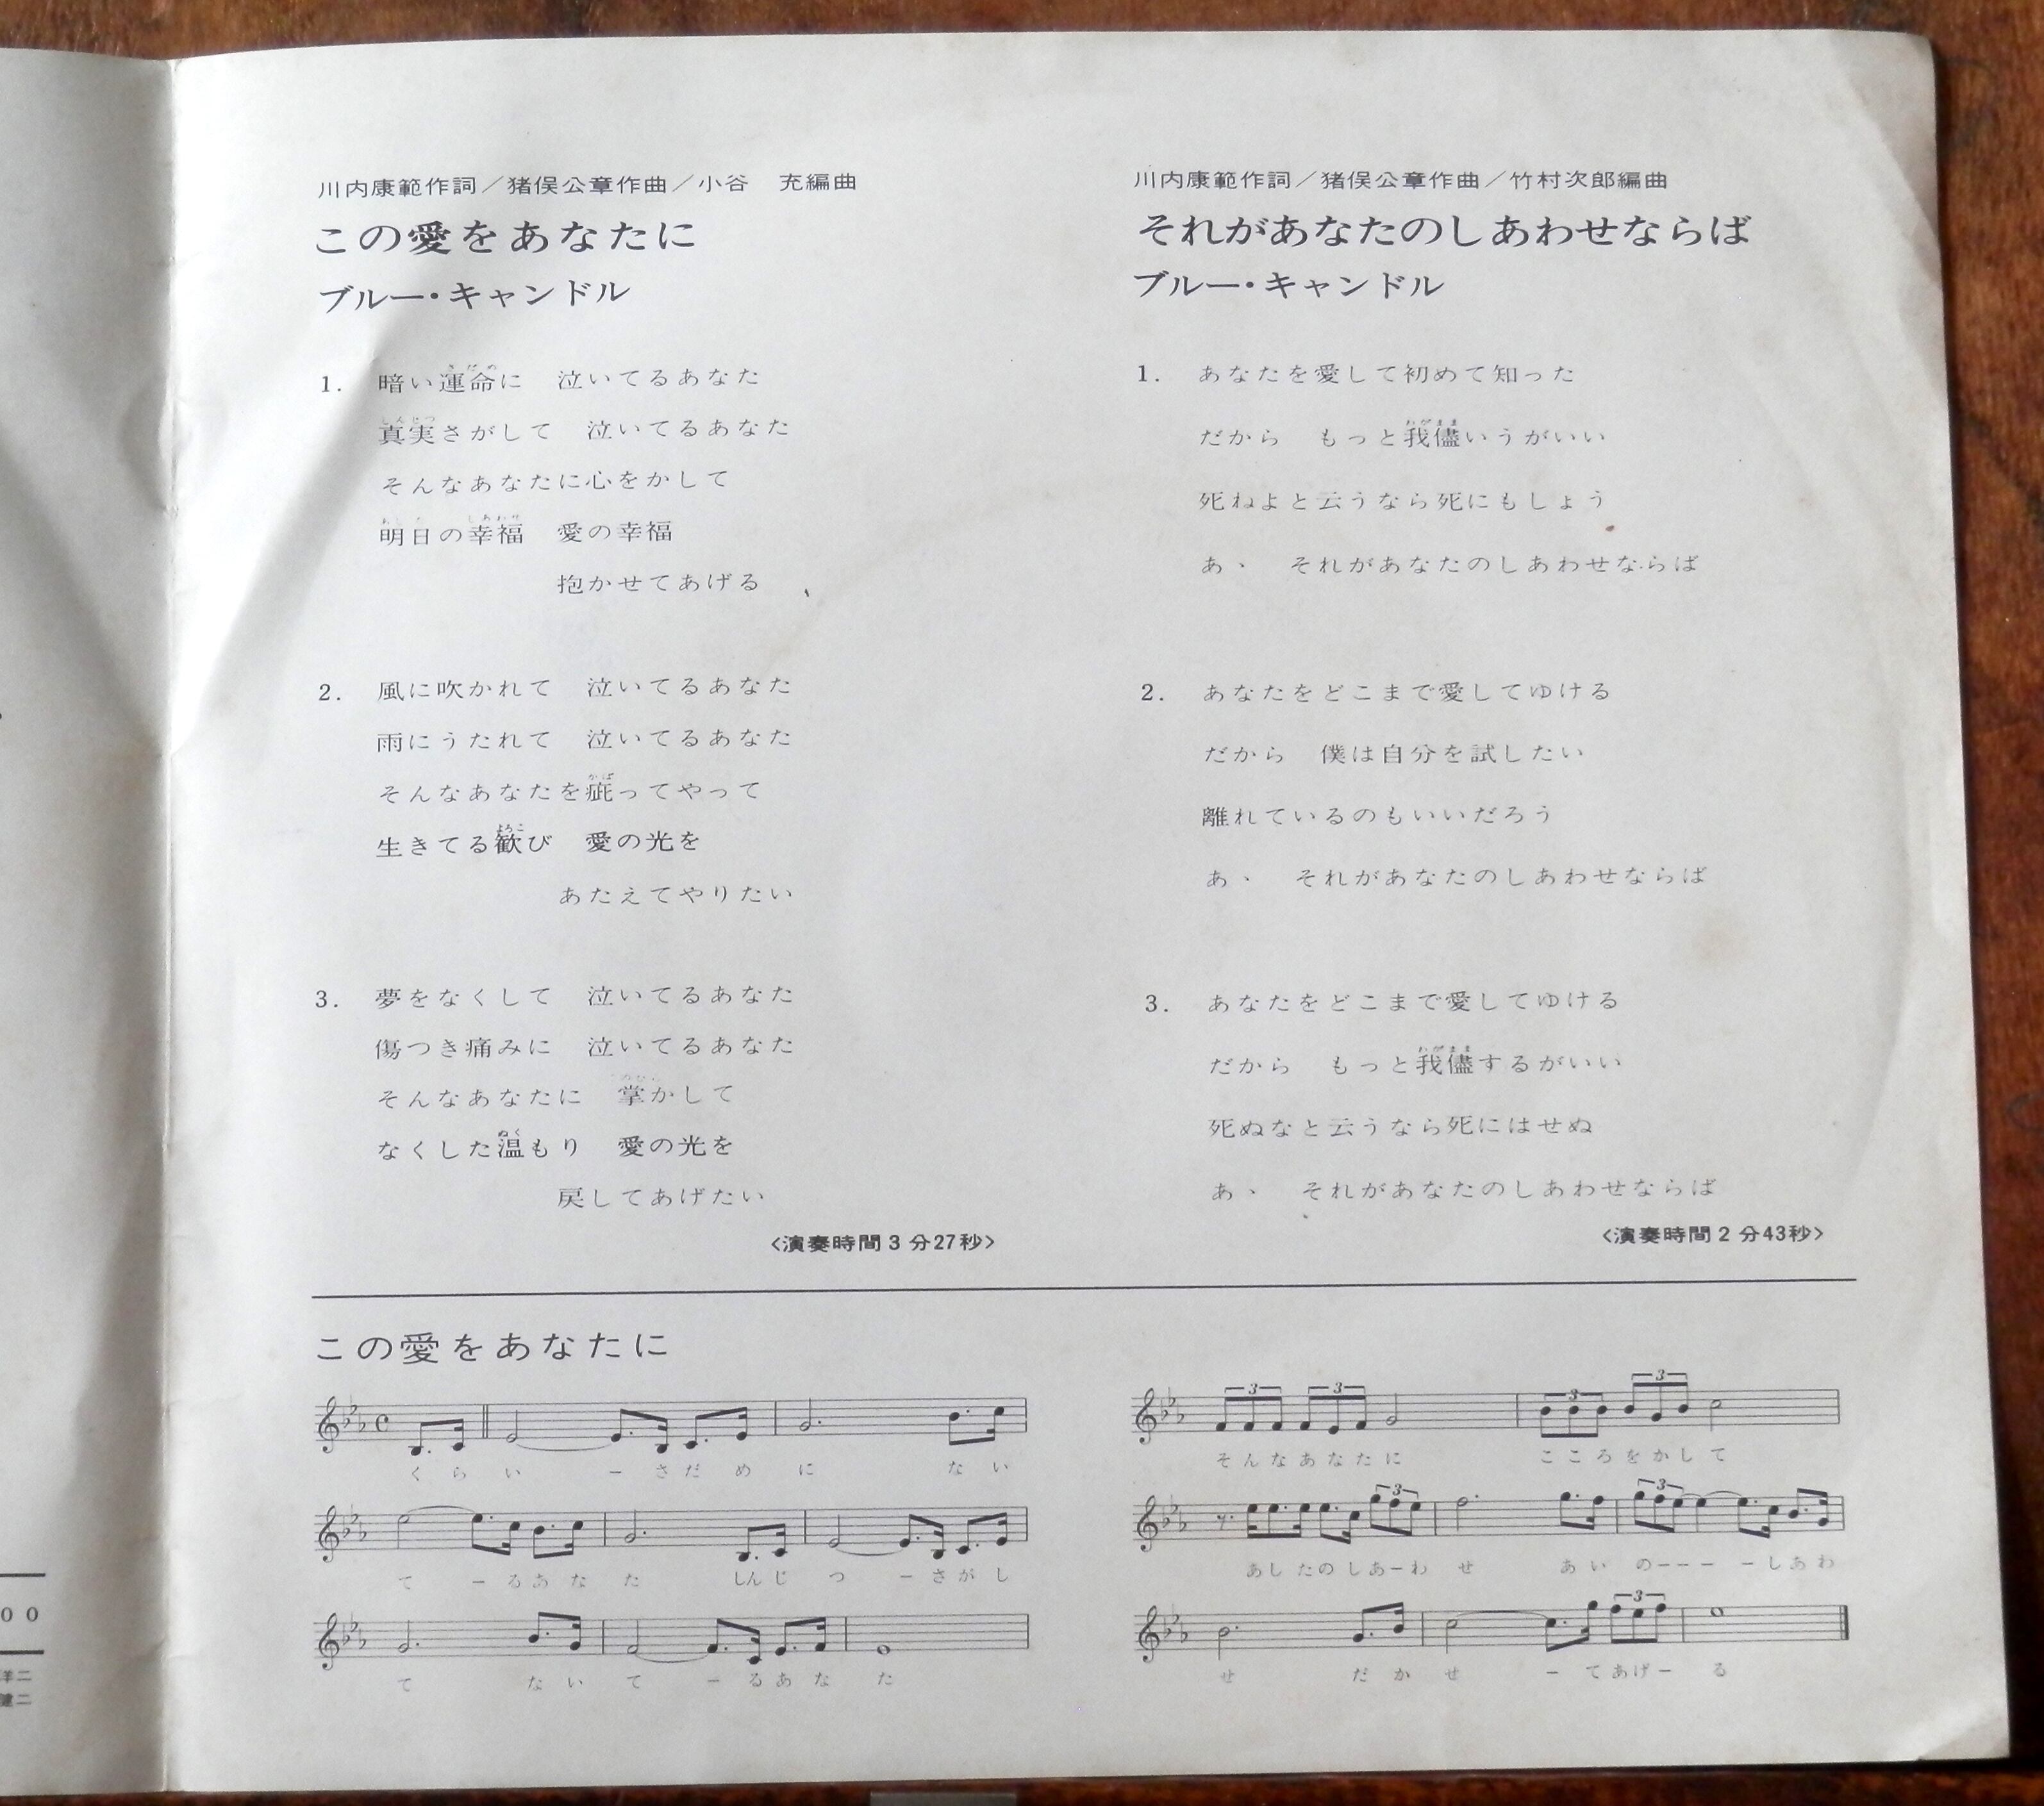 川内康範作詞／猪俣公章作曲／小谷　充編曲
この愛をあなたに
ブルー・キャンドル
1.　暗い運命に　泣いてるあなた
真実さがして　泣いてるあなた
そんなあなたに心をかして
明日の幸福　愛の幸福
抱かせてあげる
2.　風に吹かれて　泣いてるあなた
雨にうたれて　泣いてるあなた
そんなあなたを疵ってやって
生きてる歓び　愛の光を
あたえてやりたい
3.　夢をなくして　泣いてるあなた
傷つき痛みに　泣いてるあなた
そんなあなたに　掌かして
なくした温もり　愛の光を
戻してあげたい
<演奏時間3分27秒>
川内康範作詞／猪俣公章作曲／竹村次郎編曲
それがあなたのしあわせならば
ブルー・キャンドル
1.　あなたを愛して初めて知った
だから　もっと我儘いうがいい
死ねよと云うなら死にもしょう
あゝ　それがあなたのしあわせならば
2.　あなたをどこまで愛してゆける
だから　僕は自分を試したい
離れているのもいいだろう
あゝ　それがあなたのしあわせならば
3.　あなたをどこまで愛してゆける
だから　もっと我儘するがいい
死ぬなと云うなら死にはせぬ
あゝ　それがあなたのしあわせならば
<演奏時間2分43秒>
この愛をあなたに
くらい ーさだめに ない
て ーるあなた しんじつ ーさがし
て ないて ーるあなた
そんなあなたに こころをかして
あしたのしあーわせ あいのーーー ーしあわ
せ だかせ ーてあげーる
00
羊二
健二